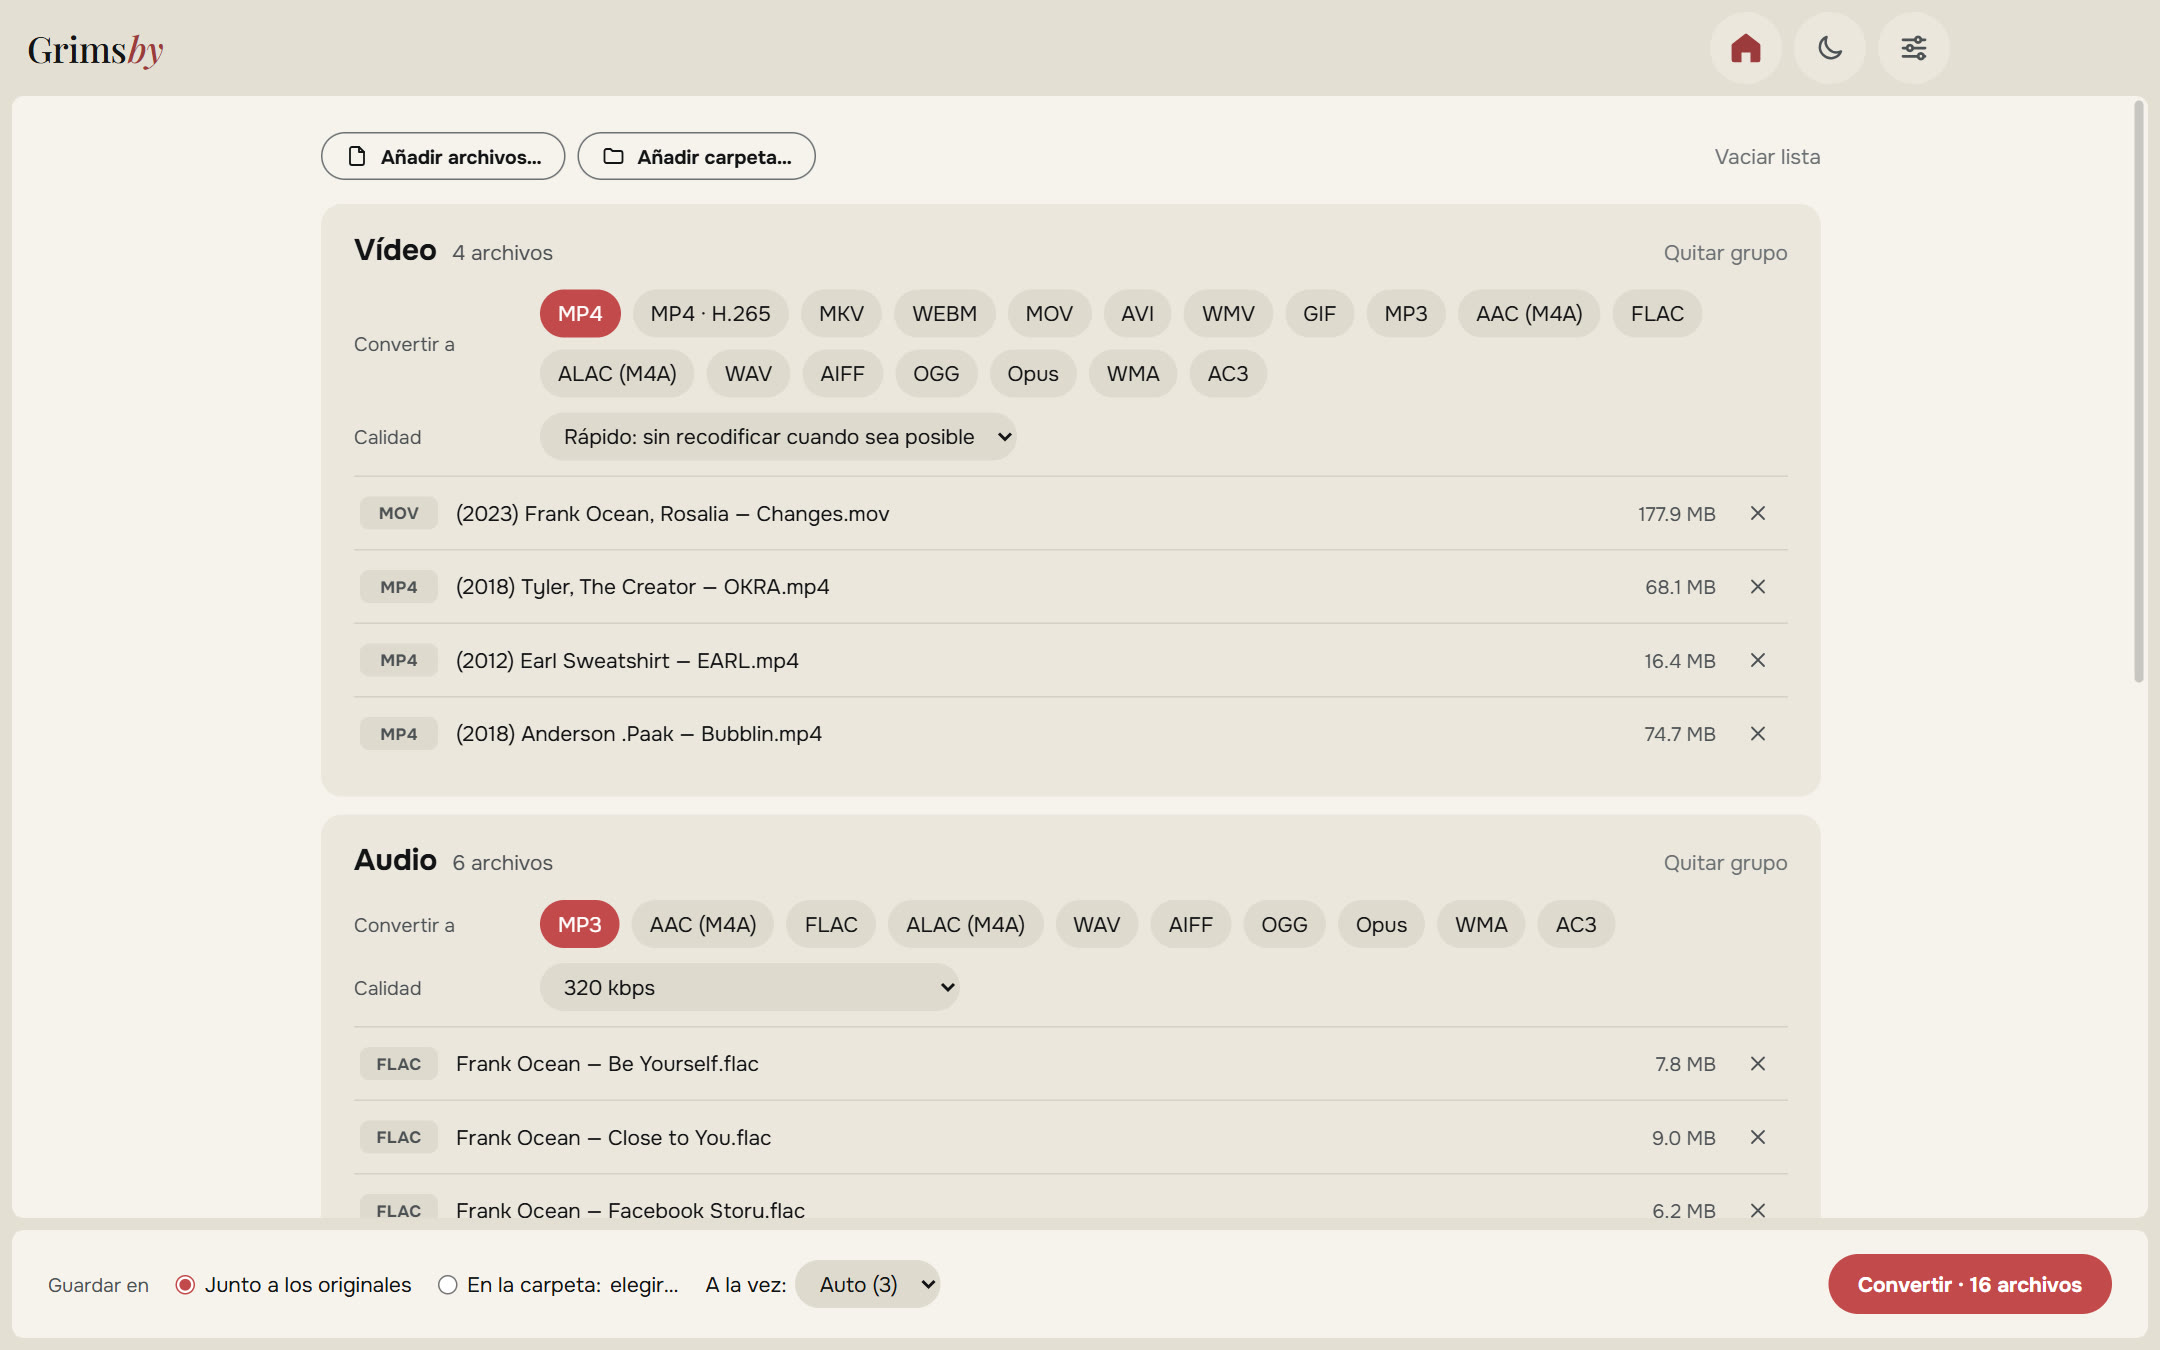 Grimsby
Añadir archivos...
Añadir carpeta...
Vaciar lista
Vídeo 4 archivos
Quitar grupo
Convertir a
MP4 MP4 · H.265 MKV WEBM MOV AVI WMV GIF MP3 AAC (M4A) FLAC
ALAC (M4A) WAV AIFF OGG Opus WMA AC3
Calidad
Rápido: sin recodificar cuando sea posible
MOV (2023) Frank Ocean, Rosalia – Changes.mov 177.9 MB
MP4 (2018) Tyler, The Creator – OKRA.mp4 68.1 MB
MP4 (2012) Earl Sweatshirt – EARL.mp4 16.4 MB
MP4 (2018) Anderson .Paak – Bubblin.mp4 74.7 MB
Audio 6 archivos
Quitar grupo
Convertir a
MP3 AAC (M4A) FLAC ALAC (M4A) WAV AIFF OGG Opus WMA AC3
Calidad
320 kbps
FLAC Frank Ocean – Be Yourself.flac 7.8 MB
FLAC Frank Ocean – Close to You.flac 9.0 MB
FLAC Frank Ocean – Facebook Story.flac 6.2 MB
Guardar en Junto a los originales En la carpeta: elegir... A la vez: Auto (3)
Convertir · 16 archivos